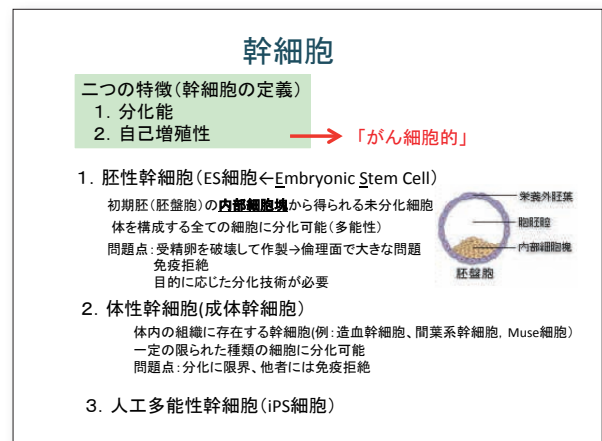 幹細胞
二つの特徴(幹細胞の定義)
1. 分化能
2. 自己増殖性
「がん細胞的」
1. 胚性幹細胞(ES細胞←Embryonic Stem Cell)
初期胚(胚盤胞)の内部細胞塊から得られる未分化細胞
体を構成する全ての細胞に分化可能(多能性)
問題点:受精卵を破壊して作製→倫理面で大きな問題
免疫拒絶
目的に応じた分化技術が必要
栄養外胚葉
胞胚腔
内部細胞塊
胚盤胞
2. 体性幹細胞(成体幹細胞)
体内の組織に存在する幹細胞(例:造血幹細胞、間葉系幹細胞, Muse細胞)
一定の限られた種類の細胞に分化可能
問題点:分化に限界、他者には免疫拒絶
3. 人工多能性幹細胞(iPS細胞)